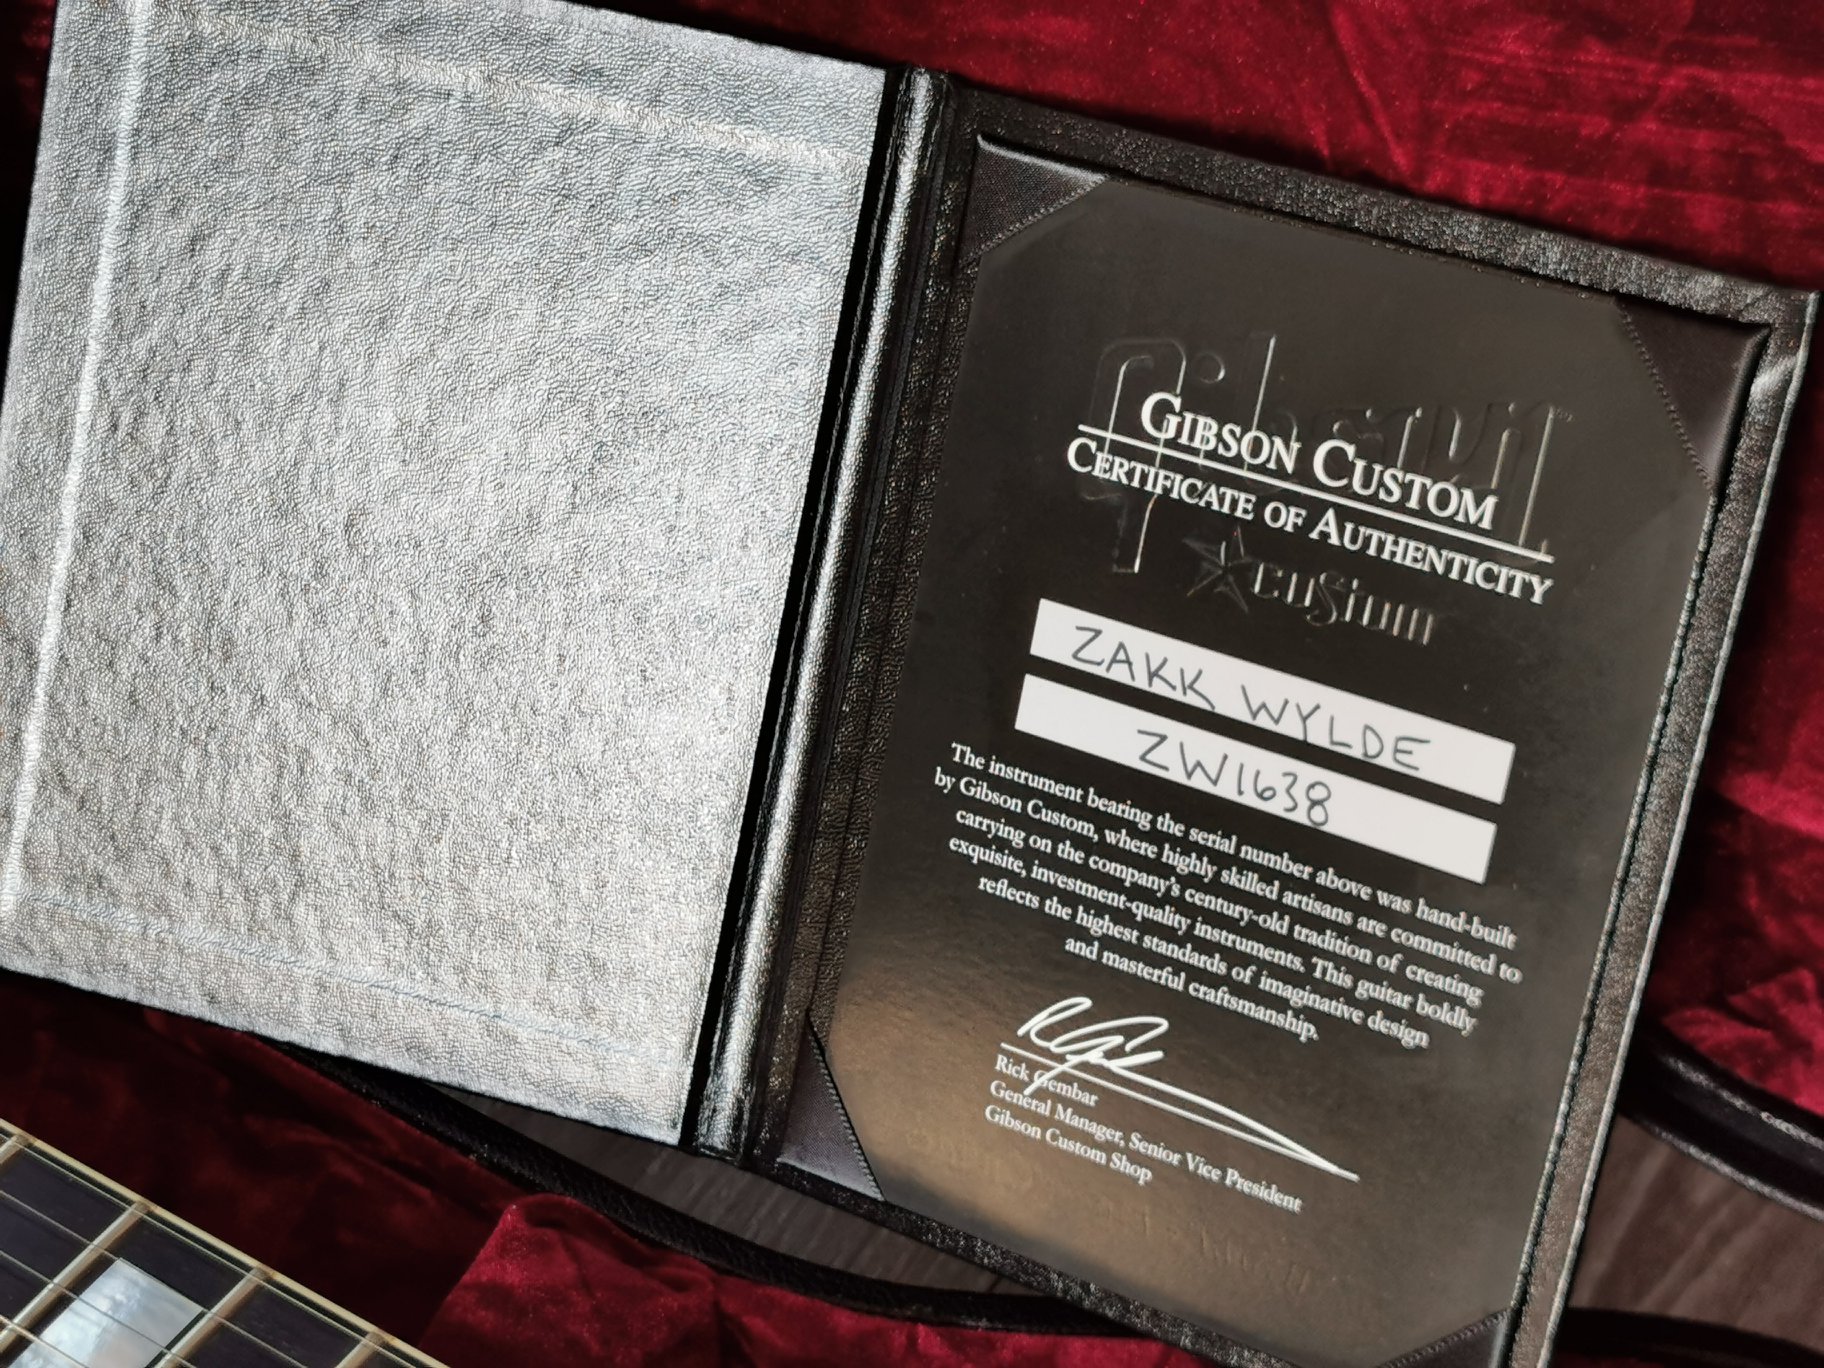 Gibson
GIBSON CUSTOM
CERTIFICATE OF AUTHENTICITY
custom
ZAKK WYLDE
ZW1638
The instrument bearing the serial number above was hand-built
by Gibson Custom, where highly skilled artisans are committed to
carrying on the company's century-old tradition of creating
exquisite, investment-quality instruments. This guitar boldly
reflects the highest standards of imaginative design
and masterful craftsmanship.
Rick Gembar
General Manager, Senior Vice President
Gibson Custom Shop